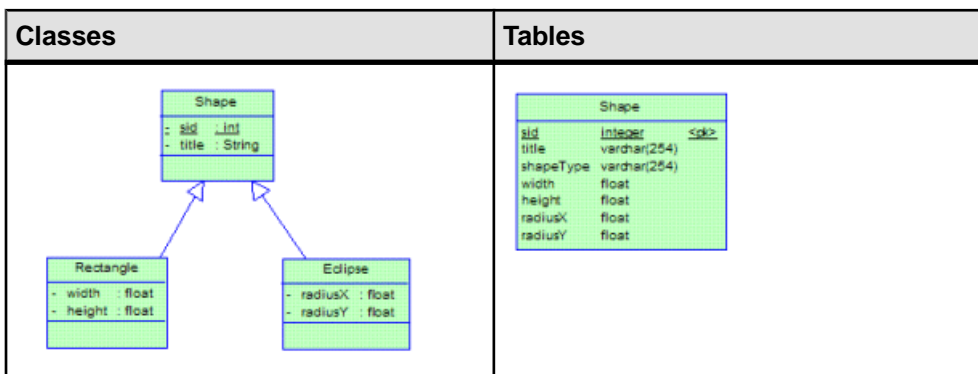 Classes
Tables
Shape
- sid : int
- title : String
Rectangle
- width : float
- height : float
Eclipse
- radiusX : float
- radiusY : float
Shape
sid integer <pk>
title varchar(254)
shapeType varchar(254)
width float
height float
radiusX float
radiusY float